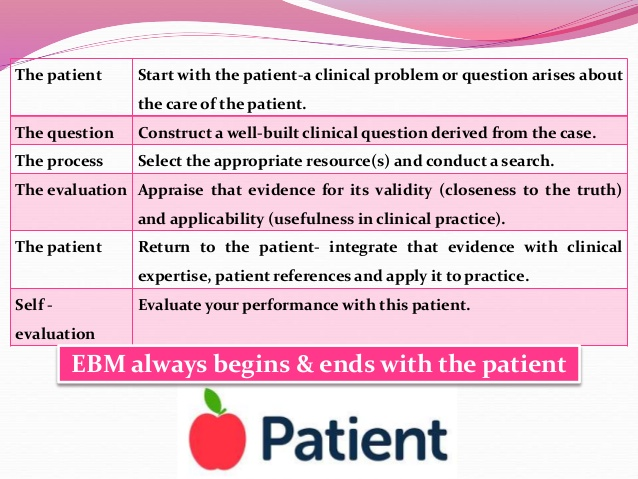 The patient Start with the patient-a clinical problem or question arises about
the care of the patient.
The question Construct a well-built clinical question derived from the case.
The process Select the appropriate resource(s) and conduct a search.
The evaluation Appraise that evidence for its validity (closeness to the truth)
and applicability (usefulness in clinical practice).
The patient Return to the patient- integrate that evidence with clinical
expertise, patient references and apply it to practice.
Self - Evaluate your performance with this patient.
evaluation
EBM always begins & ends with the patient
Patient